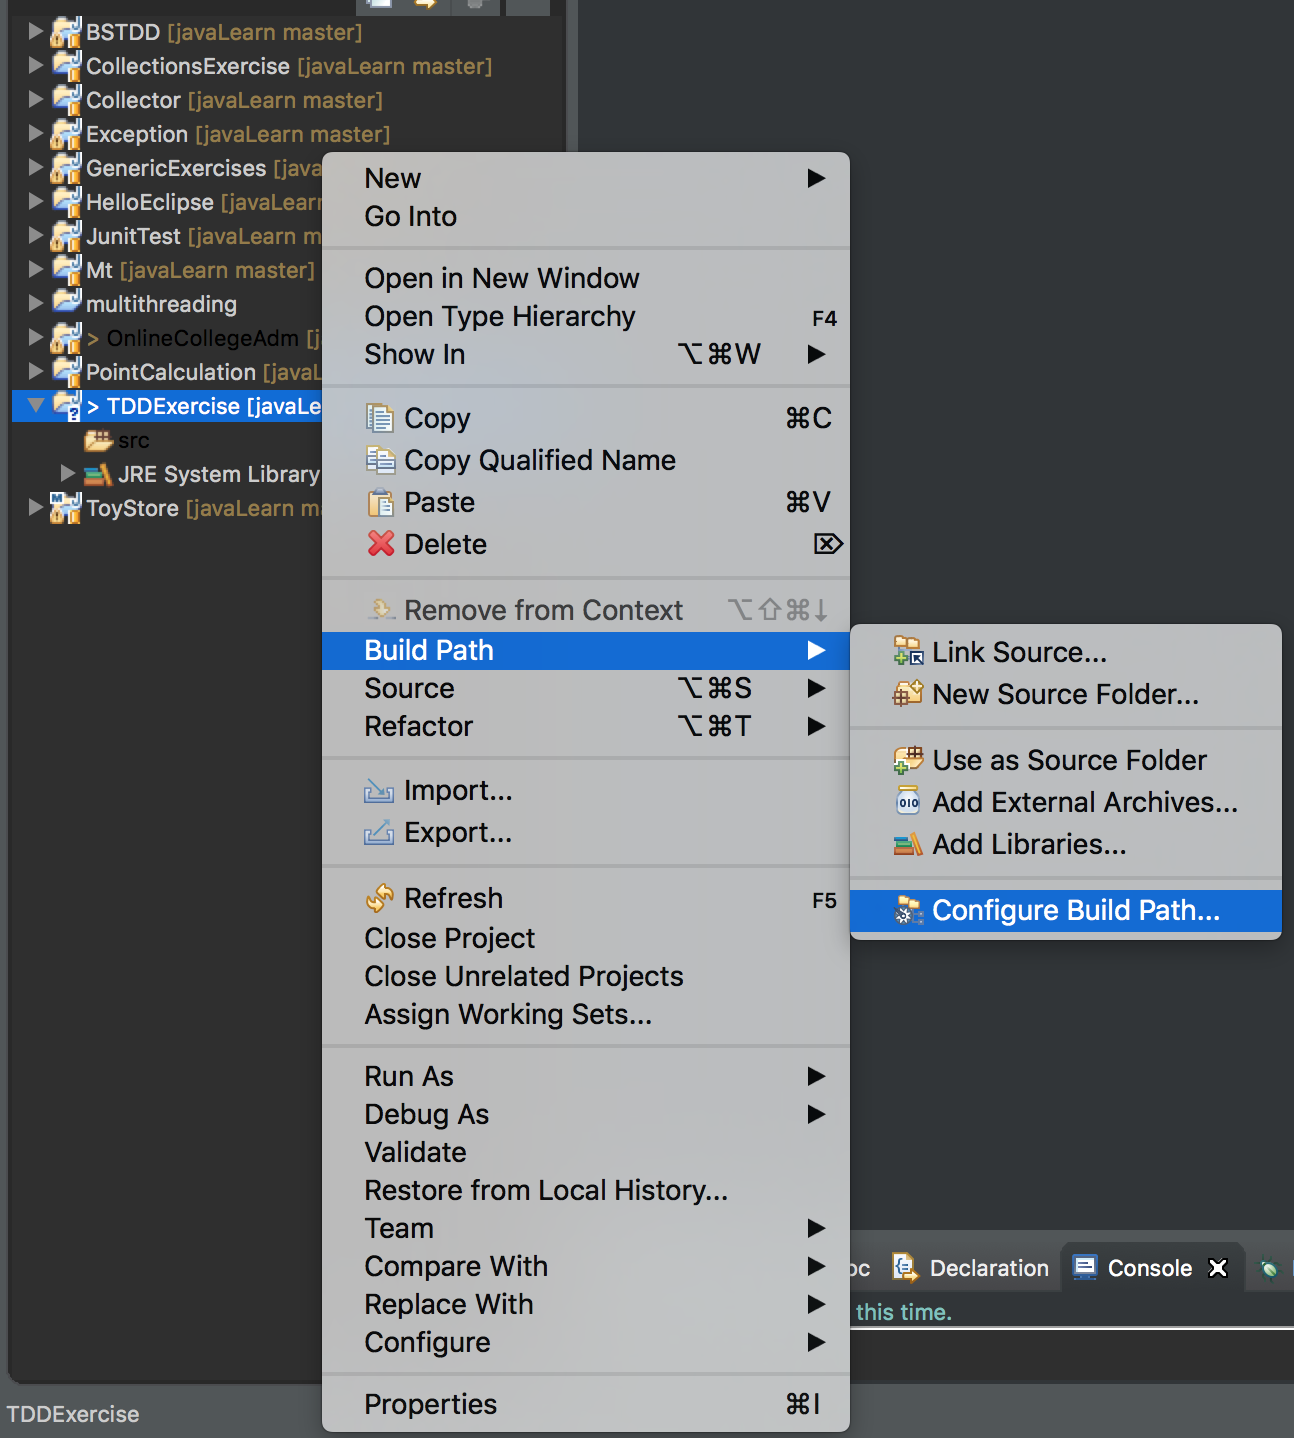 BSTDD [javaLearn master]
CollectionsExercise [javaLearn master]
Collector [javaLearn master]
Exception [javaLearn master]
GenericExercises [java
HelloEclipse [javaLearn
JunitTest [javaLearn m
Mt [javaLearn master]
multithreading
> OnlineCollegeAdm [j
PointCalculation [javaL
> TDDExercise [javaLe
src
JRE System Library
ToyStore [javaLearn m
New
Go Into
Open in New Window
Open Type Hierarchy F4
Show In ⌥⌘W
Copy ⌘C
Copy Qualified Name
Paste ⌘V
Delete ⌦
Remove from Context ⌥⇧⌘↓
Build Path
Source ⌥⌘S
Refactor ⌥⌘T
Import...
Export...
Refresh F5
Close Project
Close Unrelated Projects
Assign Working Sets...
Run As
Debug As
Validate
Restore from Local History...
Team
Compare With
Replace With
Configure
Properties ⌘I
Link Source...
New Source Folder...
Use as Source Folder
Add External Archives...
Add Libraries...
Configure Build Path...
oc Declaration Console
this time.
TDDExercise